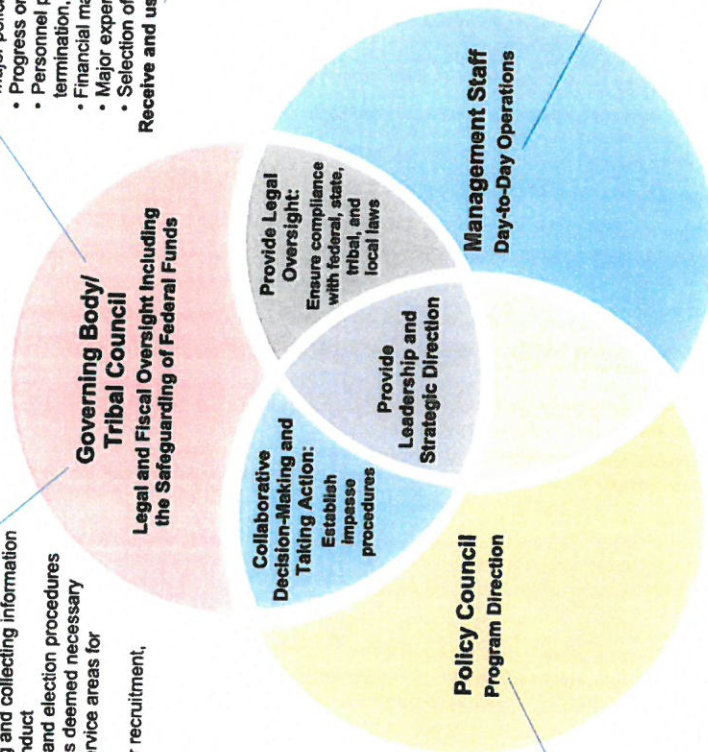 g and collecting information
nduct
and election procedures
s deemed necessary
rvice areas for
r recruitment,
• Progress on
• Personnel p
termination,
• Financial ma
• Major expen
• Selection of
Receive and us
Governing Body/
Tribal Council
Legal and Fiscal Oversight Including
the Safeguarding of Federal Funds
Collaborative
Decision-Making and
Taking Action:
Establish
impasse
procedures
Provide Legal
Oversight:
Ensure compliance
with federal, state,
tribal, and
local laws
Provide
Leadership and
Strategic Direction
Policy Council
Program Direction
Management Staff
Day-to-Day Operations